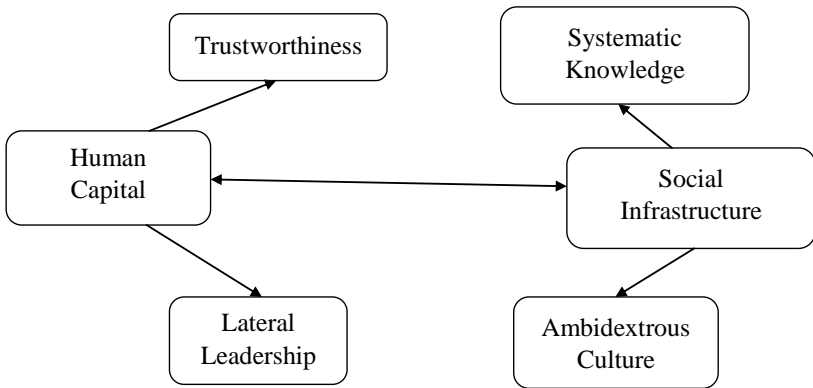 Trustworthiness
Systematic
Knowledge
Human
Capital
Social
Infrastructure
Lateral
Leadership
Ambidextrous
Culture